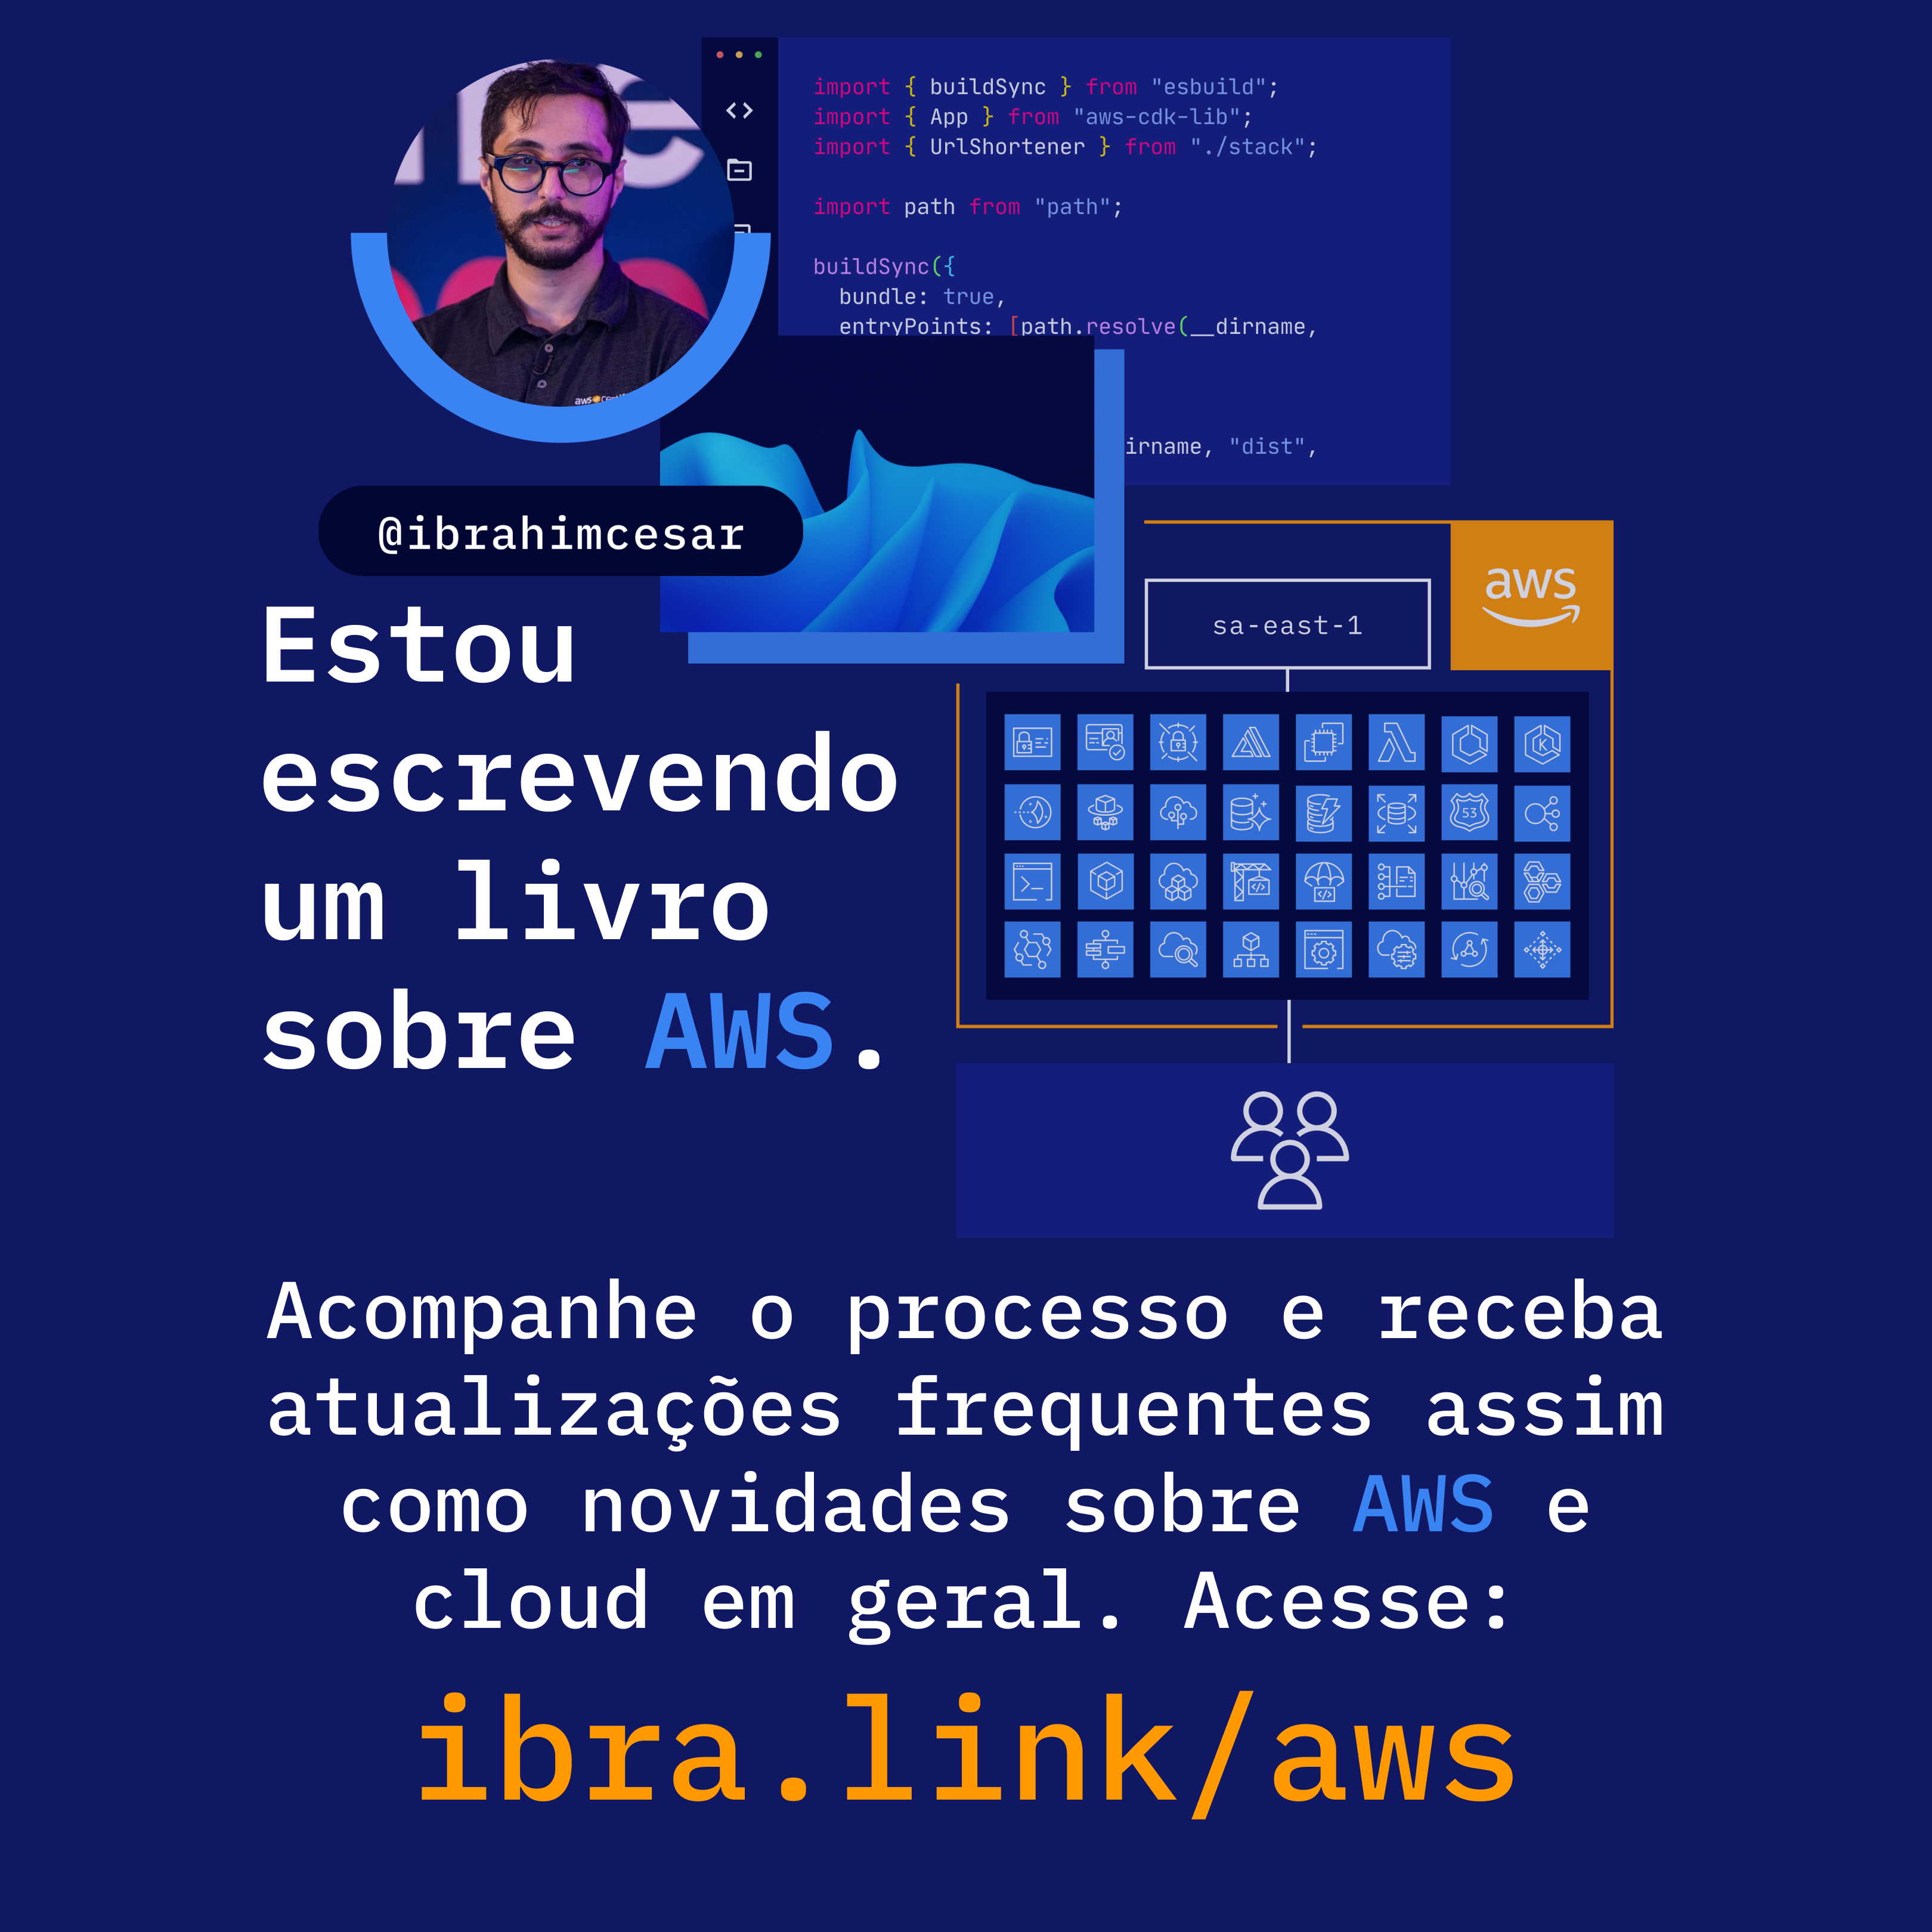 import { buildSync } from "esbuild";
import { App } from "aws-cdk-lib";
import { UrlShortener } from "./stack";
import path from "path";
buildSync({
bundle: true,
entryPoints: [path.resolve(__dirname,
irname, "dist",
aws
@ibrahimcesar
aws
sa-east-1
K
53
Estou
escrevendo
um livro
sobre AWS.
Acompanhe o processo e receba
atualizações frequentes assim
como novidades sobre AWS e
cloud em geral. Acesse:
ibra.link/aws